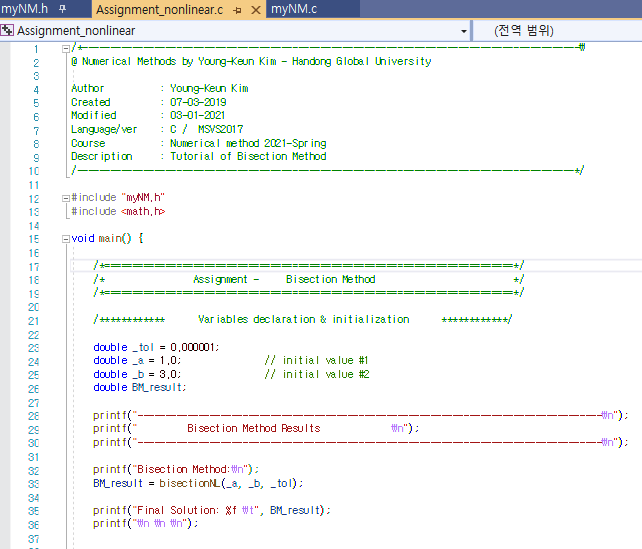 myNM.h Assignment_nonlinear.c myNM.c
Assignment_nonlinear (전역 범위)
1 /*-------------------------------------------------------------------------------₩
2 @ Numerical Methods by Young-Keun Kim - Handong Global University
3
4 Author : Young-Keun Kim
5 Created : 07-03-2019
6 Modified : 03-01-2021
7 Language/ver : C / MSVS2017
8 Course : Numerical method 2021-Spring
9 Description : Tutorial of Bisection Method
10 /-------------------------------------------------------------------------------*/
11
12 #include "myNM.h"
13 #include <math.h>
14
15 void main() {
16
17 /*==========================================================================*/
18 /* Assignment - Bisection Method */
19 /*==========================================================================*/
20
21 /************ Variables declaration & initialization ************/
22
23 double _tol = 0.000001;
24 double _a = 1.0; // initial value #1
25 double _b = 3.0; // initial value #2
26 double BM_result;
27
28 printf("------------------------------------------------------------------------------------₩n");
29 printf(" Bisection Method Results ₩n");
30 printf("------------------------------------------------------------------------------------₩n");
31
32 printf("Bisection Method:₩n");
33 BM_result = bisectionNL(_a, _b, _tol);
34
35 printf("Final Solution: %f ₩t", BM_result);
36 printf("₩n ₩n ₩n");
37